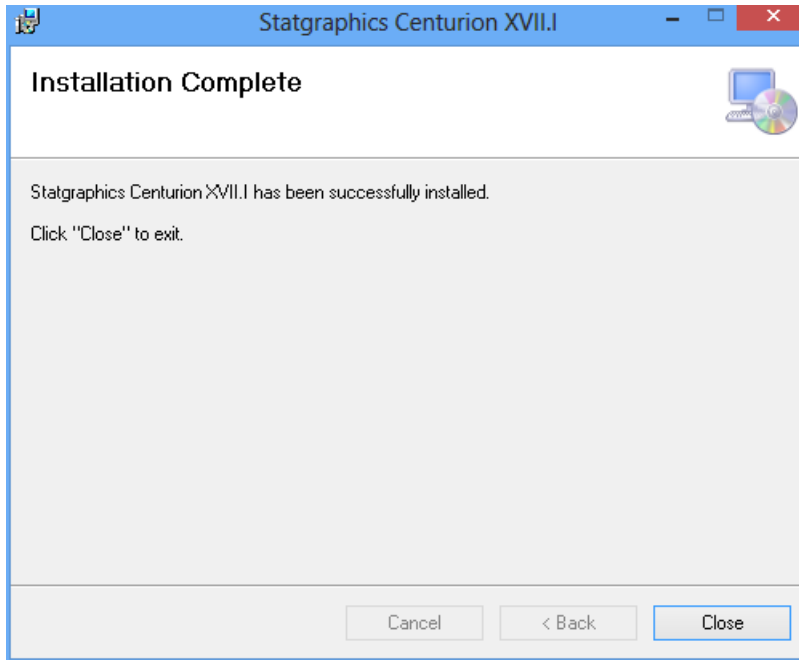 Statgraphics Centurion XVII.I
Installation Complete
Statgraphics Centurion XVII.I has been successfully installed.
Click "Close" to exit.
Cancel
< Back
Close